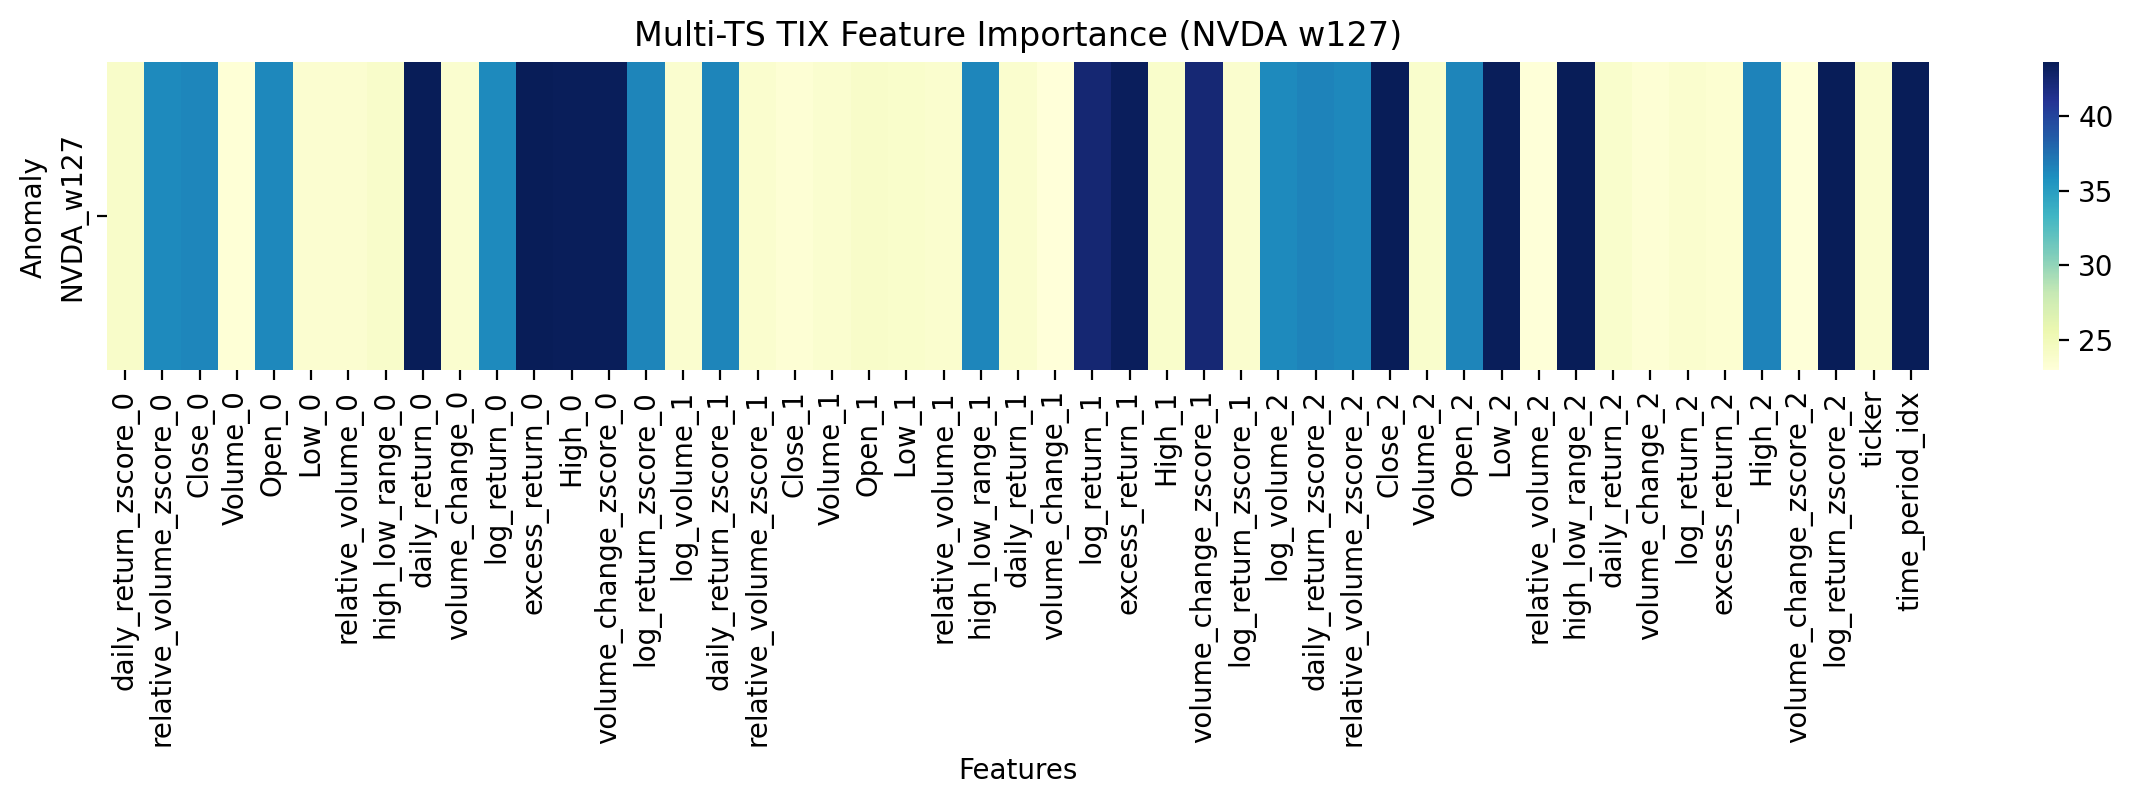 Multi-TS TIX Feature Importance (NVDA w127)
Anomaly
NVDA_w127
40
35
30
25
daily_return_zscore_0
relative_volume_zscore_0
Close_0
Volume_0
Open_0
Low_0
relative_volume_0
high_low_range_0
daily_return_0
volume_change_0
log_return_0
excess_return_0
High_0
volume_change_zscore_0
log_return_zscore_0
log_volume_1
daily_return_zscore_1
relative_volume_zscore_1
Close_1
Volume_1
Open_1
Low_1
relative_volume_1
high_low_range_1
daily_return_1
volume_change_1
log_return_1
excess_return_1
High_1
volume_change_zscore_1
log_return_zscore_1
log_volume_2
daily_return_zscore_2
relative_volume_zscore_2
Close_2
Volume_2
Open_2
Low_2
relative_volume_2
high_low_range_2
daily_return_2
volume_change_2
log_return_2
excess_return_2
High_2
volume_change_zscore_2
log_return_zscore_2
ticker
time_period_idx
Features